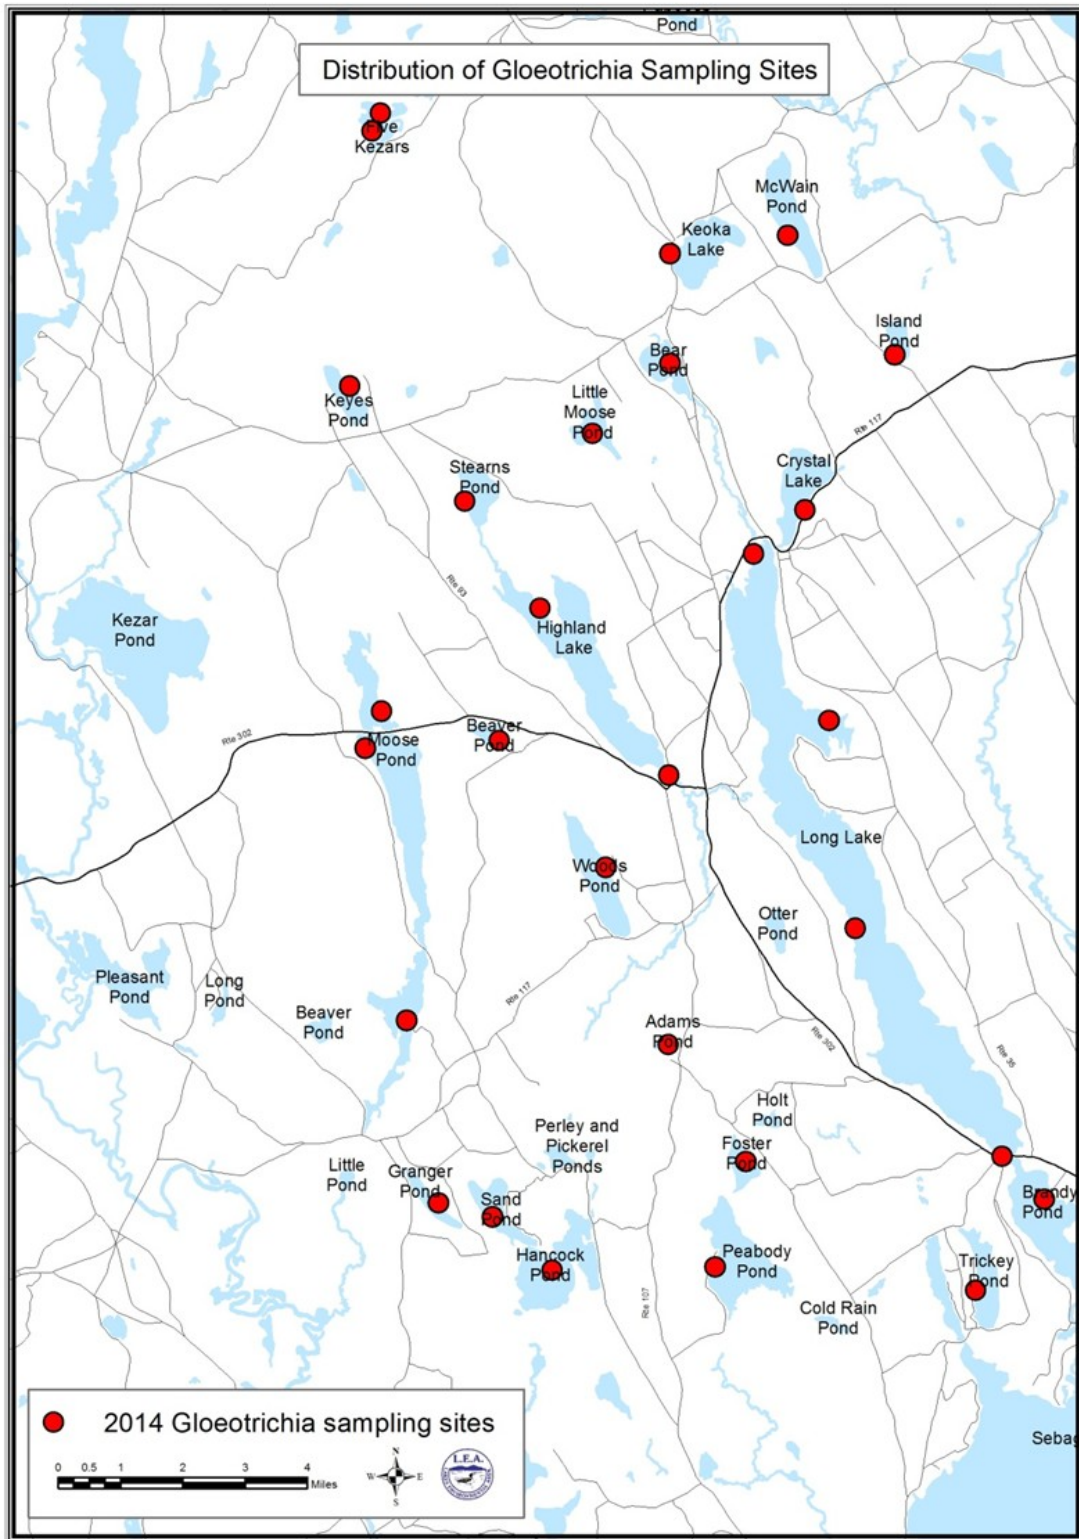 Pond
Distribution of Gloeotrichia Sampling Sites
Five
Kezars
McWain
Pond
Keoka
Lake
Island
Pond
Bear
Pond
Keyes
Pond
Little
Moose
Pond
Rte 117
Crystal
Lake
Stearns
Pond
Rte 93
Kezar
Pond
Highland
Lake
Rte 302
Moose
Pond
Beaver
Pond
Long Lake
Woods
Pond
Otter
Pond
Pleasant
Pond
Long
Pond
Beaver
Pond
Rte 117
Adams
Pond
Rte 302
Rte 35
Holt
Pond
Perley and
Pickerel
Ponds
Foster
Pond
Little
Pond
Granger
Pond
Sand
Pond
Brandy
Pond
Hancock
Pond
Peabody
Pond
Trickey
Pond
Rte 107
Cold Rain
Pond
Sebag
2014 Gloeotrichia sampling sites
0 0.5 1 2 3 4
Miles
N
W E
S
L.E.A.